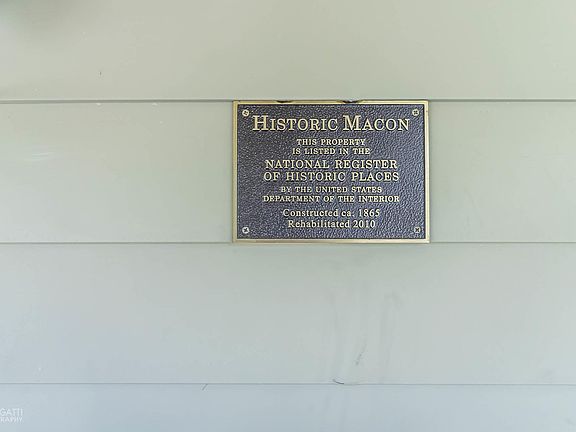 HISTORIC MACON
THIS PROPERTY
IS LISTED IN THE
NATIONAL REGISTER
OF HISTORIC PLACES
BY THE UNITED STATES
DEPARTMENT OF THE INTERIOR
Constructed ca. 1865
Rehabilitated 2010
GATTI
RAPHY